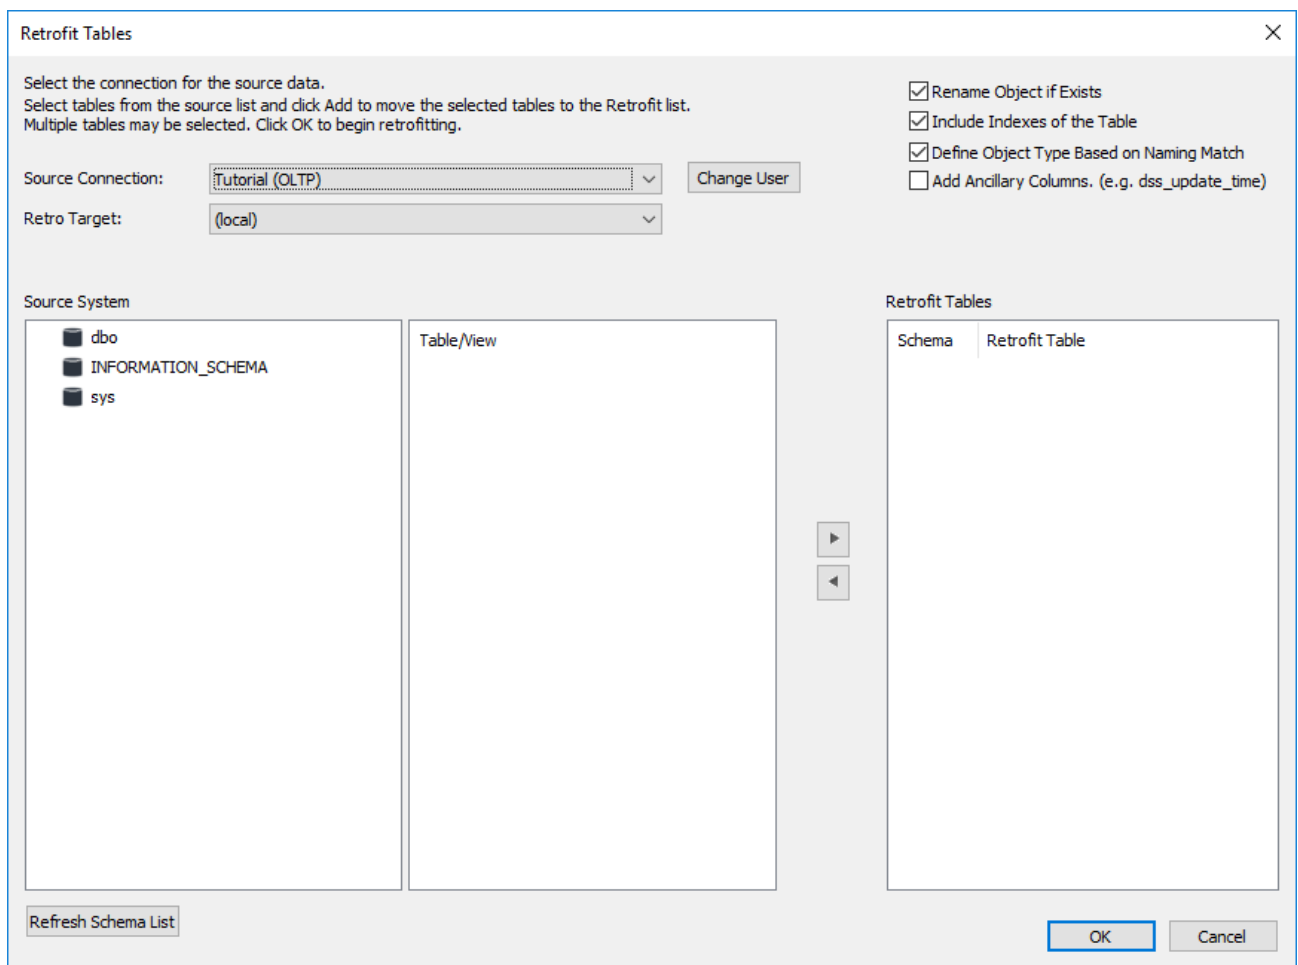 Retrofit Tables
Select the connection for the source data.
Select tables from the source list and click Add to move the selected tables to the Retrofit list.
Multiple tables may be selected. Click OK to begin retrofitting.
Rename Object if Exists
Include Indexes of the Table
Define Object Type Based on Naming Match
Add Ancillary Columns. (e.g. dss_update_time)
Source Connection: Tutorial (OLTP) Change User
Retro Target: (local)
Source System
Retrofit Tables
dbo
INFORMATION_SCHEMA
sys
Table/View
Schema Retrofit Table
Refresh Schema List
OK Cancel